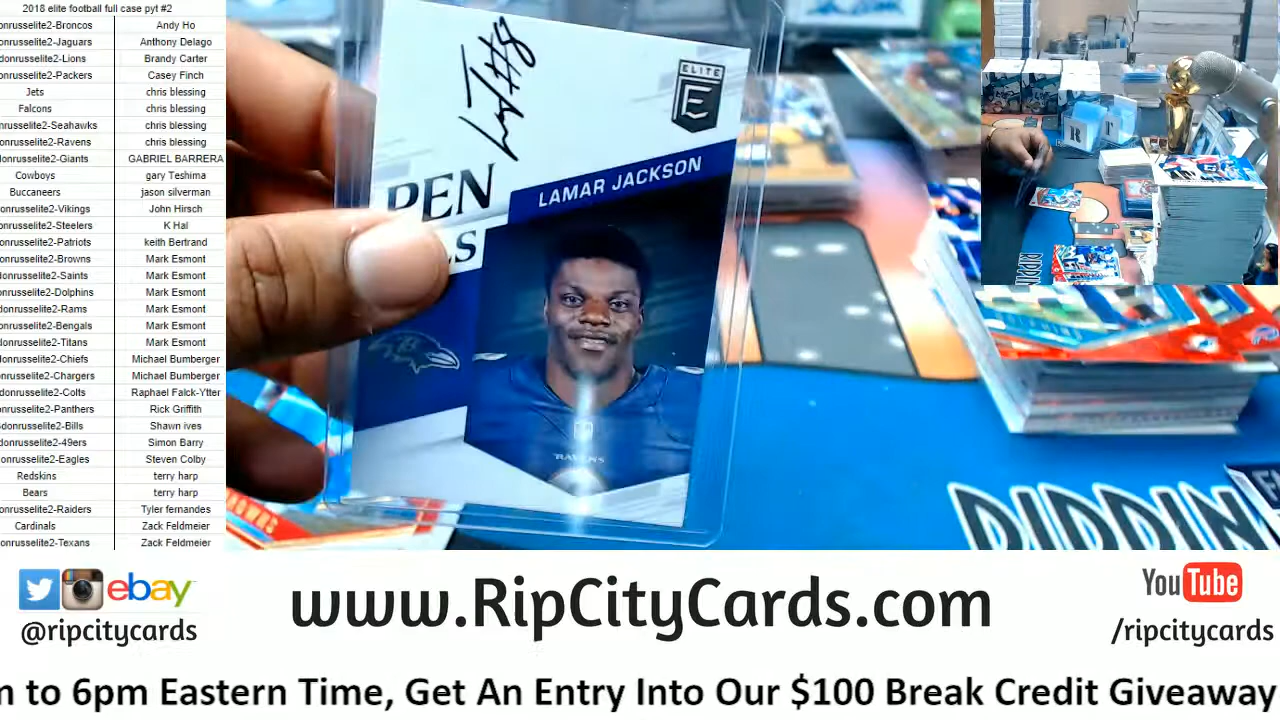 2018 elite football full case pyt #2
onrusselite2-Broncos Andy Ho
donrusselite2-Jaguars Anthony Delago
donrusselite2-Lions Brandy Carter
onrusselite2-Packers Casey Finch
Jets chris blessing
Falcons chris blessing
nrusselite2-Seahawks chris blessing
nrusselite2-Ravens chris blessing
donrusselite2-Giants GABRIEL BARRERA
Cowboys gary Teshima
Buccaneers jason silverman
onrusselite2-Vikings John Hirsch
onrusselite2-Steelers K Hal
onrusselite2-Patriots keith Bertrand
onrusselite2-Browns Mark Esmont
donrusselite2-Saints Mark Esmont
onrusselite2-Dolphins Mark Esmont
donrusselite2-Rams Mark Esmont
onrusselite2-Bengals Mark Esmont
donrusselite2-Titans Mark Esmont
onrusselite2-Chiefs Michael Bumberger
onrusselite2-Chargers Michael Bumberger
onrusselite2-Colts Raphael Falck-Ytter
onrusselite2-Panthers Rick Griffith
donrusselite2-Bills Shawn ives
onrusselite2-49ers Simon Barry
onrusselite2-Eagles Steven Colby
Redskins terry harp
Bears terry harp
onrusselite2-Raiders Tyler fernandes
Cardinals Zack Feldmeier
onrusselite2-Texans Zack Feldmeier
ELITE
E
PEN
LS
LAMAR JACKSON
RAVENS
R T
RIPPIN
ebay
@ripcitycards
www.RipCityCards.com
YouTube
/ripcitycards
m to 6pm Eastern Time, Get An Entry Into Our $100 Break Credit Giveaway